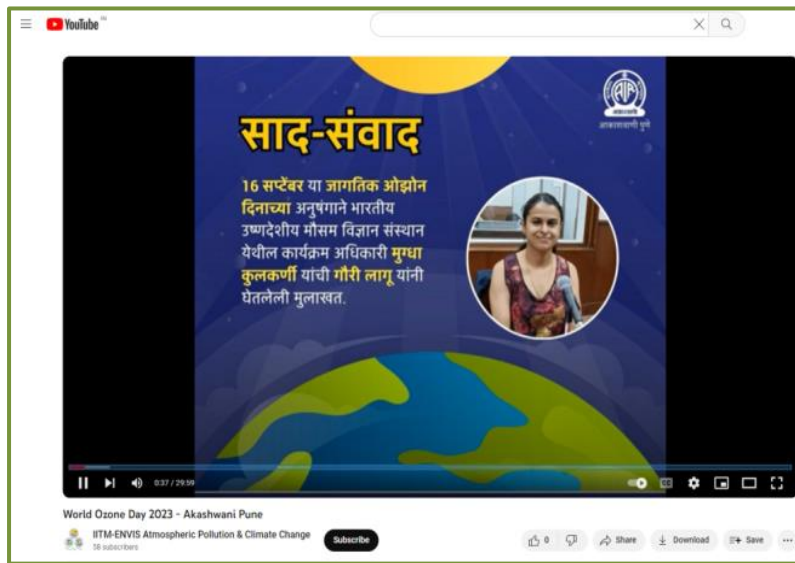 YouTube
साद-संवाद
आकाशवाणी पुणे
16 सप्टेंबर या जागतिक ओझोन
दिनाच्या अनुषंगाने भारतीय
उष्णदेशीय मौसम विज्ञान संस्थान
येथील कार्यक्रम अधिकारी मुग्धा
कुलकर्णी यांची गौरी लागू यांनी
घेतलेली मुलाखत.
0:37 / 29:59
World Ozone Day 2023 - Akashwani Pune
IITM-ENVIS Atmospheric Pollution & Climate Change
58 subscribers
Subscribe
0
Share
Download
Save